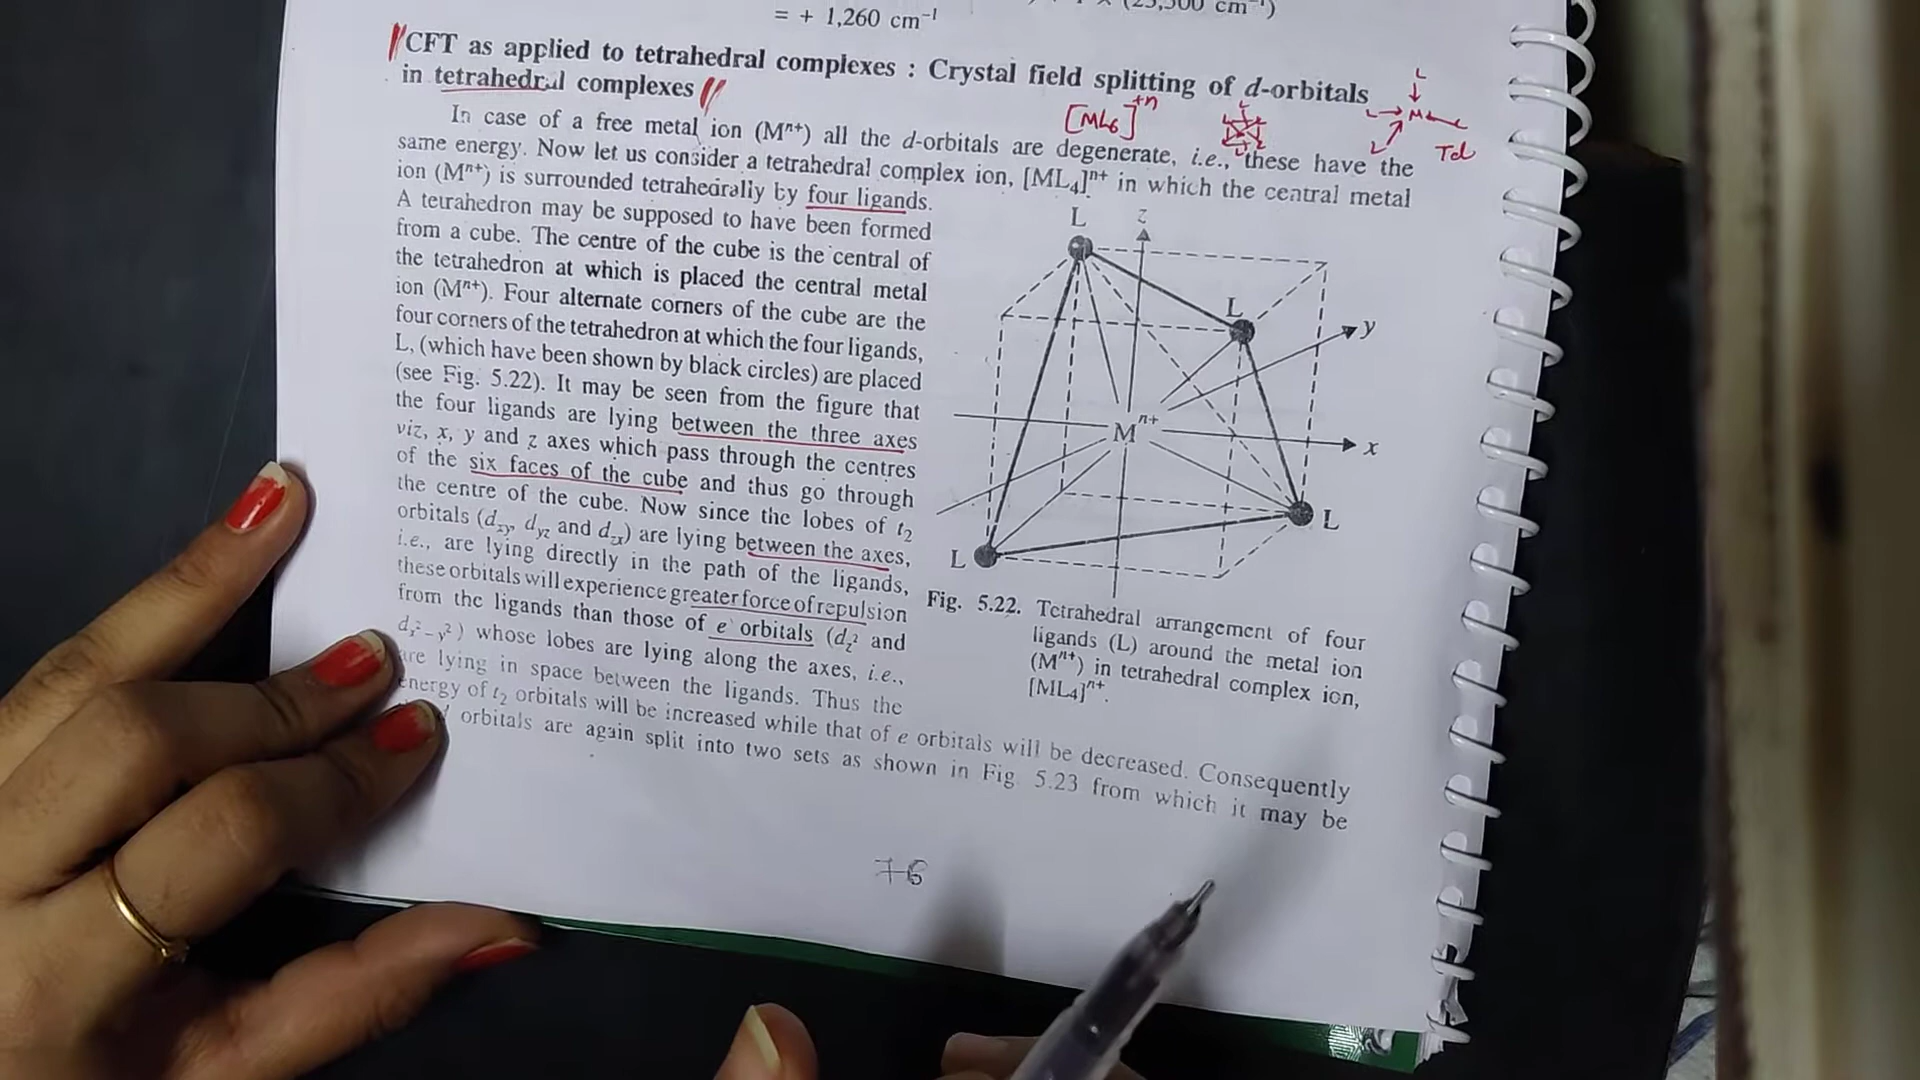 = + 1,260 cm⁻¹
(23,500 cm⁻¹)
CFT as applied to tetrahedral complexes : Crystal field splitting of d-orbitals
in tetrahedral complexes
[ML6]+n
L
L
M
L
L
Td
In case of a free metal ion (Mⁿ⁺) all the d-orbitals are degenerate, i.e., these have the
same energy. Now let us consider a tetrahedral complex ion, [ML₄]ⁿ⁺ in which the central metal
ion (Mⁿ⁺) is surrounded tetrahedrally by four ligands.
A tetrahedron may be supposed to have been formed
from a cube. The centre of the cube is the central of
the tetrahedron at which is placed the central metal
ion (Mⁿ⁺). Four alternate corners of the cube are the
four corners of the tetrahedron at which the four ligands,
L, (which have been shown by black circles) are placed
(see Fig. 5.22). It may be seen from the figure that
the four ligands are lying between the three axes
viz, x, y and z axes which pass through the centres
of the six faces of the cube and thus go through
the centre of the cube. Now since the lobes of t₂
orbitals (dxy, dyz and dzx) are lying between the axes,
i.e., are lying directly in the path of the ligands,
these orbitals will experience greater force of repulsion
from the ligands than those of e orbitals (dz² and
dx²–y²) whose lobes are lying along the axes, i.e.,
are lying in space between the ligands. Thus the
energy of t₂ orbitals will be increased while that of e orbitals will be decreased. Consequently
orbitals are again split into two sets as shown in Fig. 5.23 from which it may be
L
z
L
y
Mⁿ⁺
x
L
L
Fig. 5.22. Tetrahedral arrangement of four
ligands (L) around the metal ion
(Mⁿ⁺) in tetrahedral complex ion,
[ML₄]ⁿ⁺.
76